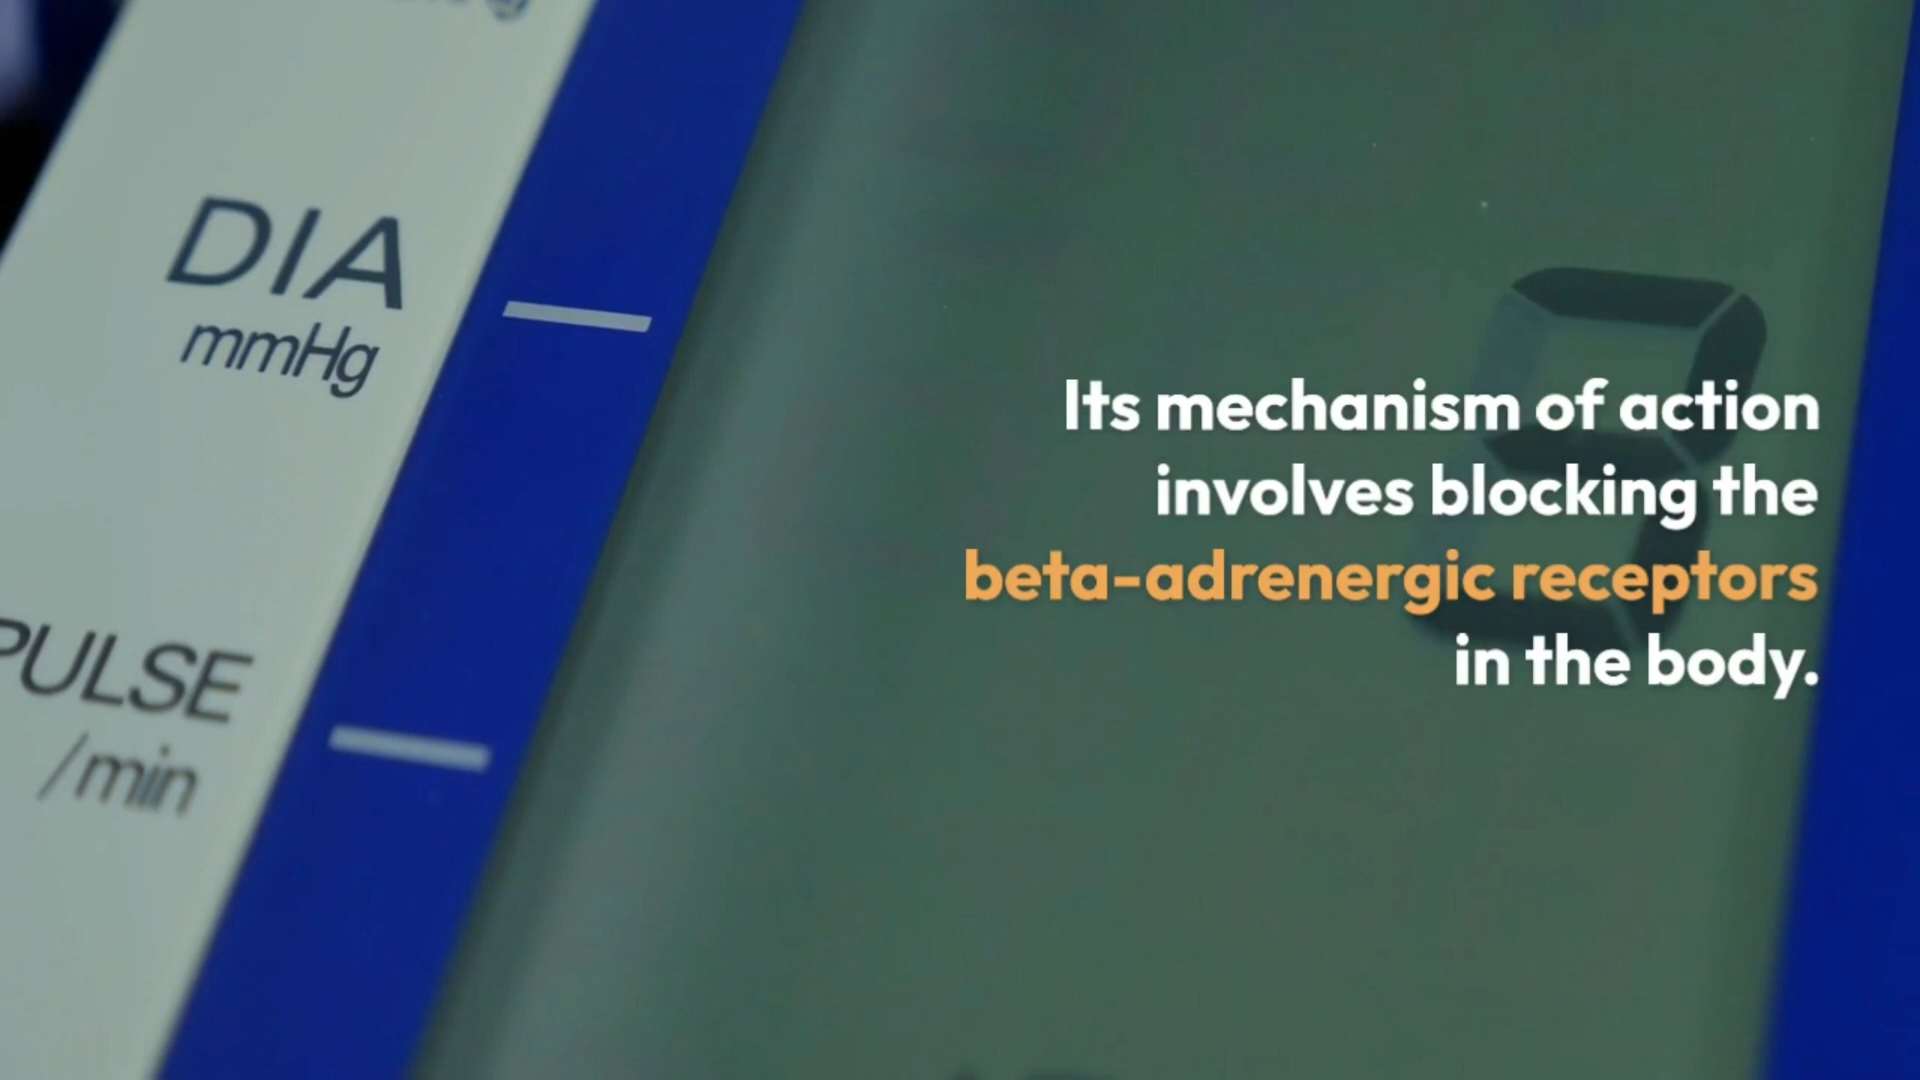 DIA
mmHg
PULSE
/min
Its mechanism of action
involves blocking the
beta-adrenergic receptors
in the body.